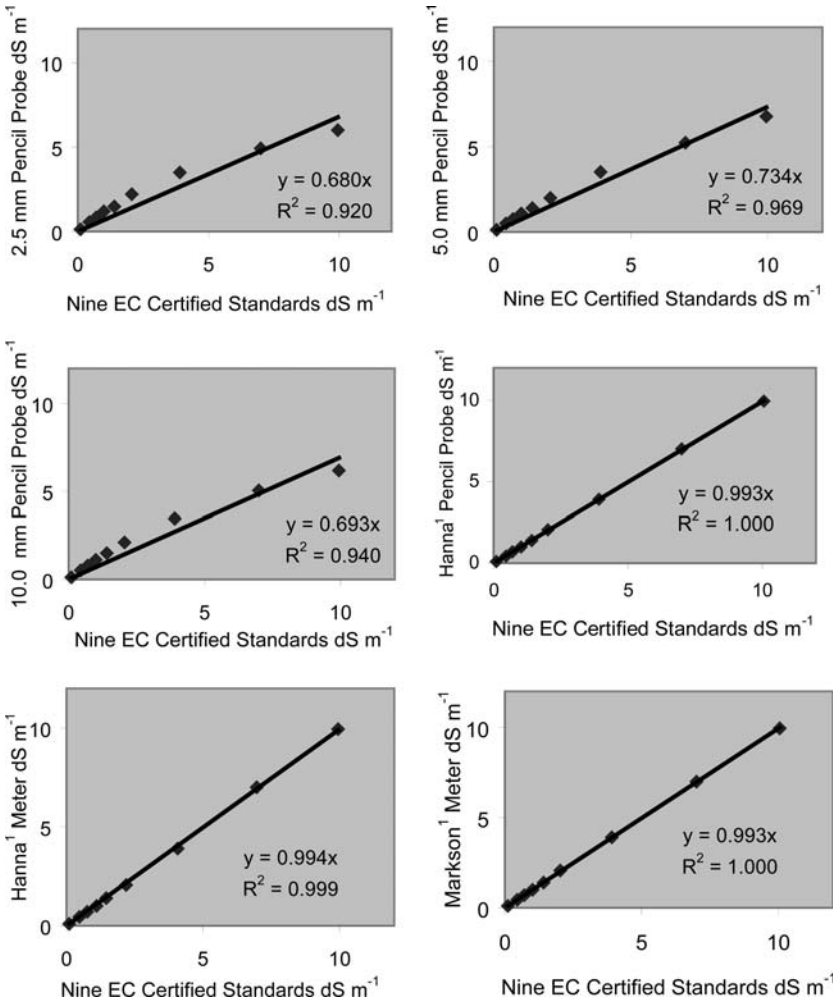 2.5 mm Pencil Probe dS m⁻¹
10
5
0
y = 0.680x
R² = 0.920
0 5 10
Nine EC Certified Standards dS m⁻¹
5.0 mm Pencil Probe dS m⁻¹
10
5
0
y = 0.734x
R² = 0.969
0 5 10
Nine EC Certified Standards dS m⁻¹
10.0 mm Pencil Probe dS m⁻¹
10
5
0
y = 0.693x
R² = 0.940
0 5 10
Nine EC Certified Standards dS m⁻¹
Hanna¹ Pencil Probe dS m⁻¹
10
5
0
y = 0.993x
R² = 1.000
0 5 10
Nine EC Certified Standards dS m⁻¹
Hanna¹ Meter dS m⁻¹
10
5
0
y = 0.994x
R² = 0.999
0 5 10
Nine EC Certified Standards dS m⁻¹
Markson¹ Meter dS m⁻¹
10
5
0
y = 0.993x
R² = 1.000
0 5 10
Nine EC Certified Standards dS m⁻¹